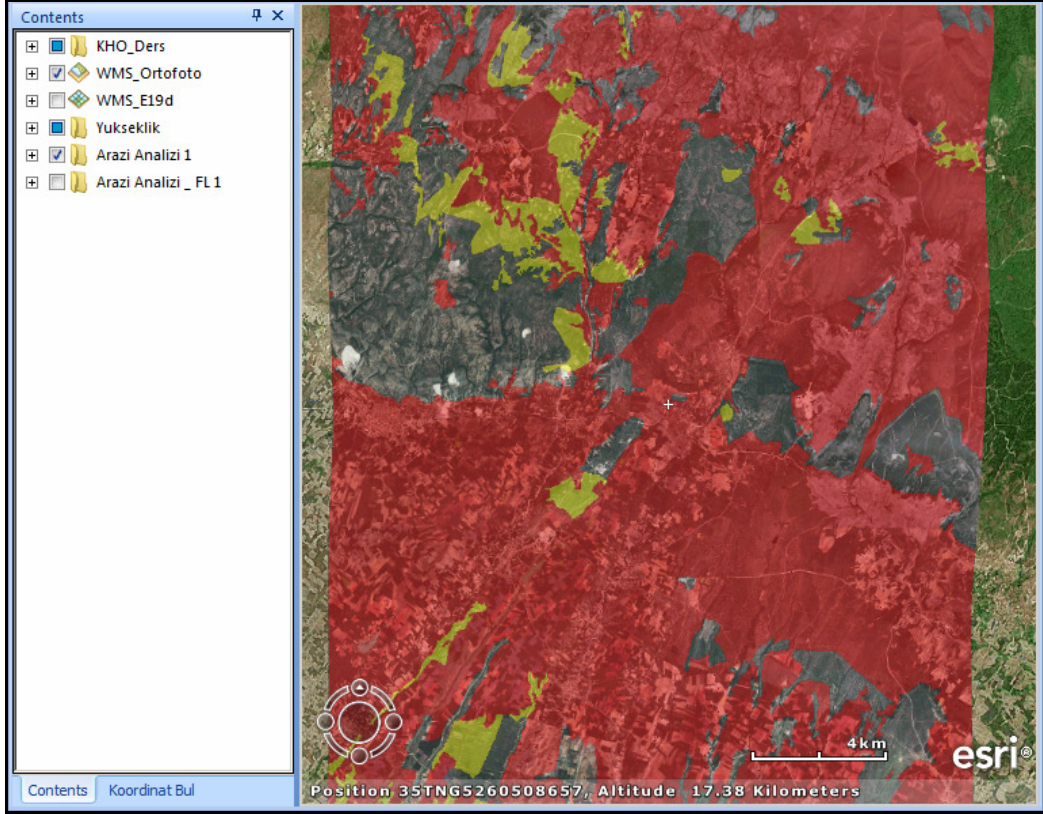 Contents
KHO_Ders
WMS_Ortofoto
WMS_E19d
Yukseklik
Arazi Analizi 1
Arazi Analizi _ FL 1
Contents
Koordinat Bul
4km
esri®
Position 35TNG5260508657, Altitude 17.38 Kilometers